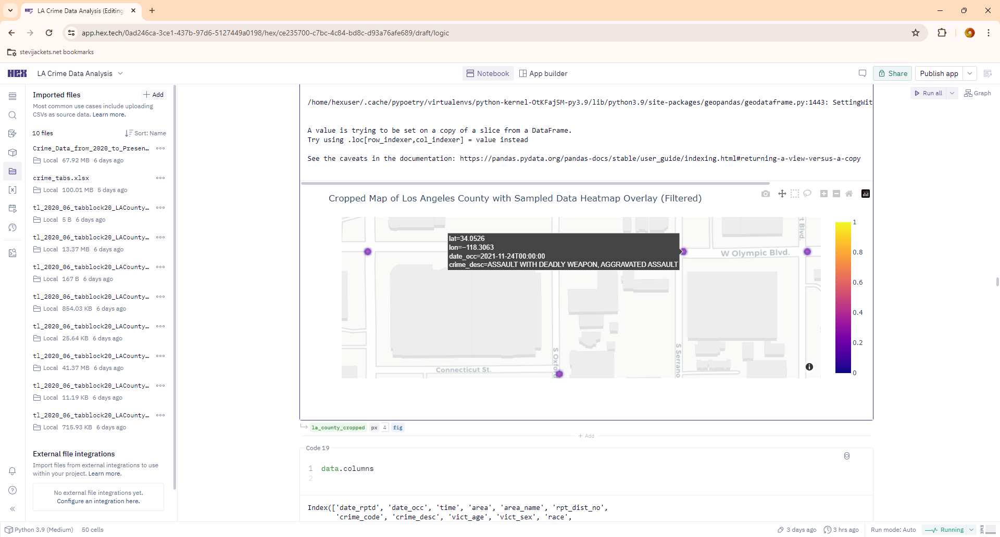 LA Crime Data Analysis (Editing
app.hex.tech/0ad246ca-3ce1-437b-97d6-5127449a0198/hex/ce235700-c7bc-4c84-bd8c-d93a76afe689/draft/logic
stevijackets.net bookmarks
HEX
LA Crime Data Analysis
Notebook
App builder
Share
Publish app
Imported files
Add
Most common use cases include uploading
CSVs as source data. Learn more.
10 files
Sort: Name
Crime_Data_from_2020_to_Presen…
Local 67.92 MB 6 days ago
crime_tabs.xlsx
Local 100.01 MB 5 days ago
tl_2020_06_tabblock20_LACounty…
Local 5 B 6 days ago
tl_2020_06_tabblock20_LACounty…
Local 13.37 MB 6 days ago
tl_2020_06_tabblock20_LACounty…
Local 167 B 6 days ago
tl_2020_06_tabblock20_LACounty…
Local 854.03 KB 6 days ago
tl_2020_06_tabblock20_LACounty…
Local 25.64 KB 6 days ago
tl_2020_06_tabblock20_LACounty…
Local 41.37 MB 6 days ago
tl_2020_06_tabblock20_LACounty…
Local 11.19 KB 6 days ago
tl_2020_06_tabblock20_LACounty…
Local 715.93 KB 6 days ago
External file integrations
Import files from external integrations to use
within your project. Learn more.
No external file integrations yet.
Configure an integration here.
Run all
Graph
/home/hexuser/.cache/pypoetry/virtualenvs/python-kernel-OtKFaj5M-py3.9/lib/python3.9/site-packages/geopandas/geodataframe.py:1443: SettingWit
A value is trying to be set on a copy of a slice from a DataFrame.
Try using .loc[row_indexer,col_indexer] = value instead
See the caveats in the documentation: https://pandas.pydata.org/pandas-docs/stable/user_guide/indexing.html#returning-a-view-versus-a-copy
Cropped Map of Los Angeles County with Sampled Data Heatmap Overlay (Filtered)
lat=34.0526
lon=−118.3063
date_occ=2021-11-24T00:00:00
crime_desc=ASSAULT WITH DEADLY WEAPON, AGGRAVATED ASSAULT
W Olympic Blvd.
t Blvd.
S Oxfo
S Serrano
Connecticut St.
1
0.8
0.6
0.4
0.2
0
la_county_cropped px 4 fig
Add
Code 19
1 data.columns
2
Index(['date_rptd', 'date_occ', 'time', 'area', 'area_name', 'rpt_dist_no',
'crime_code', 'crime_desc', 'vict_age', 'vict_sex', 'race',
Python 3.9 (Medium)
50 cells
3 days ago
3 hrs ago
Run mode: Auto
Running
MEM